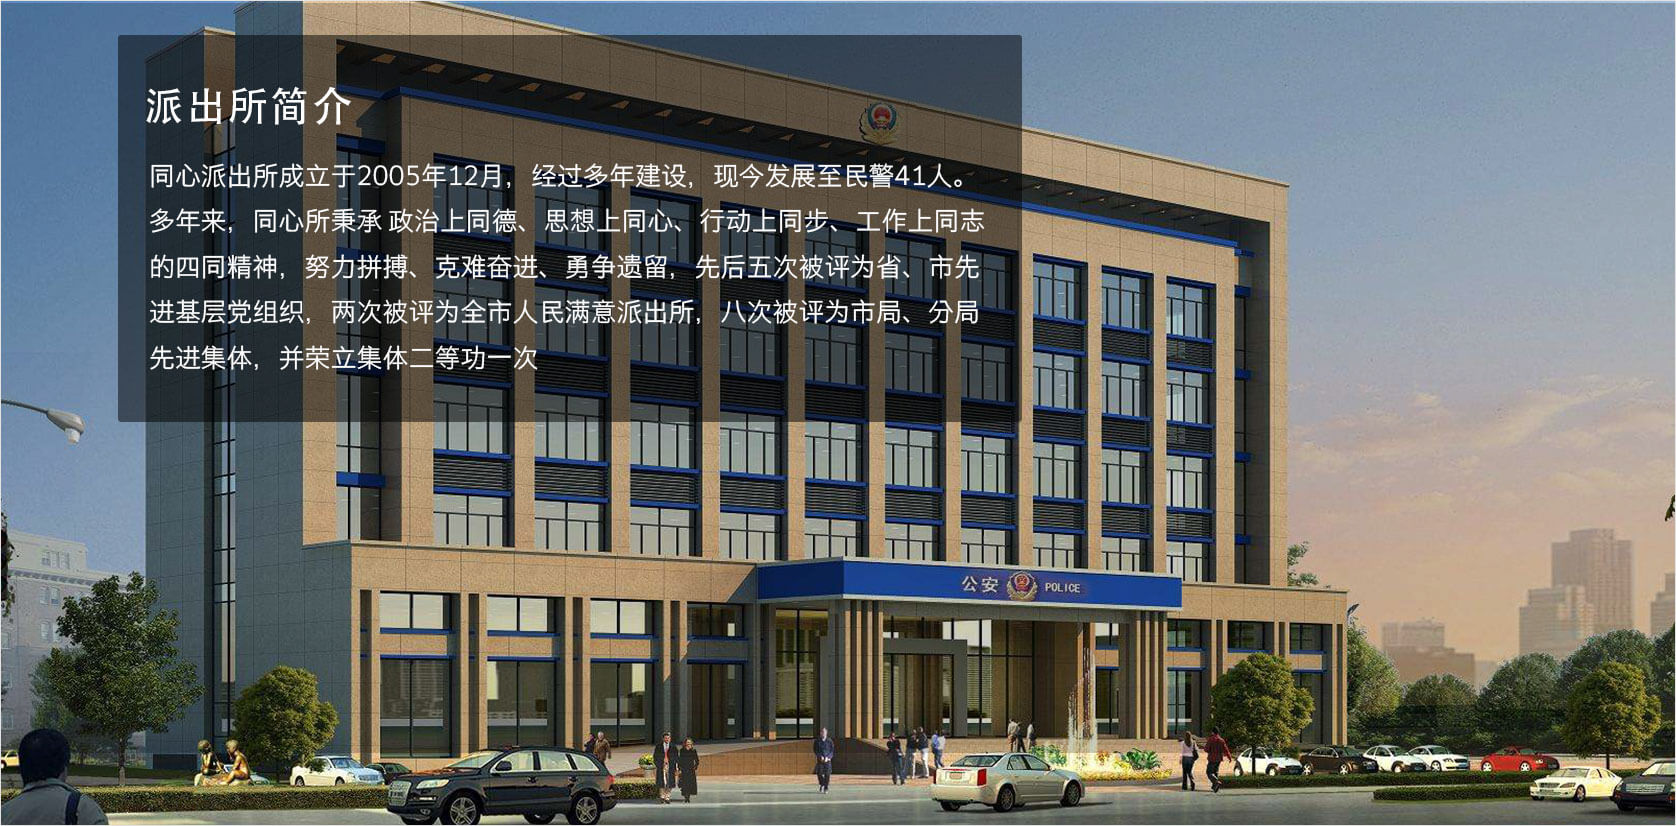 派出所简介
同心派出所成立于2005年12月，经过多年建设，现今发展至民警41人。
多年来，同心所秉承 政治上同德、思想上同心、行动上同步、工作上同志
的四同精神，努力拼搏、克难奋进、勇争遗留，先后五次被评为省、市先
进基层党组织，两次被评为全市人民满意派出所，八次被评为市局、分局
先进集体，并荣立集体二等功一次
公安 POLICE